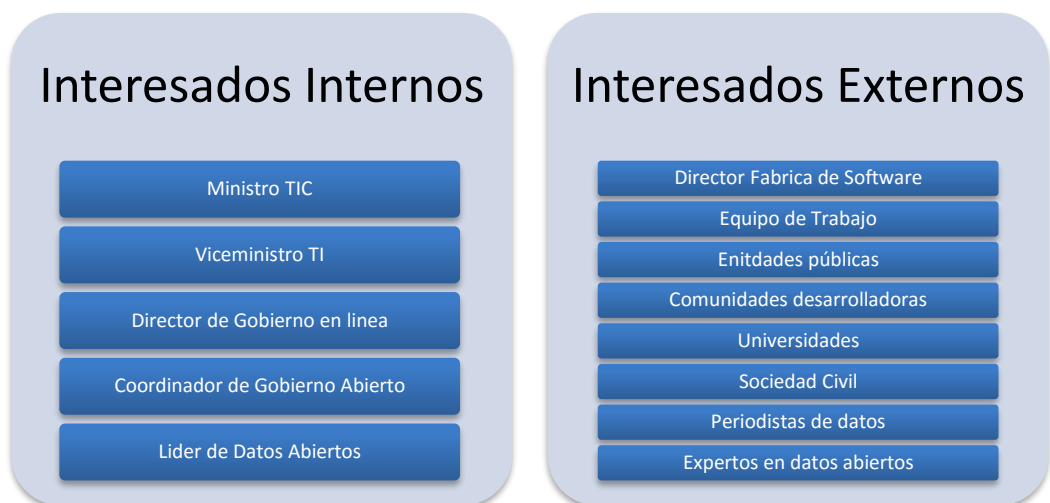 Interesados Internos
Ministro TIC
Viceministro TI
Director de Gobierno en linea
Coordinador de Gobierno Abierto
Lider de Datos Abiertos
Interesados Externos
Director Fabrica de Software
Equipo de Trabajo
Enitdades públicas
Comunidades desarrolladoras
Universidades
Sociedad Civil
Periodistas de datos
Expertos en datos abiertos